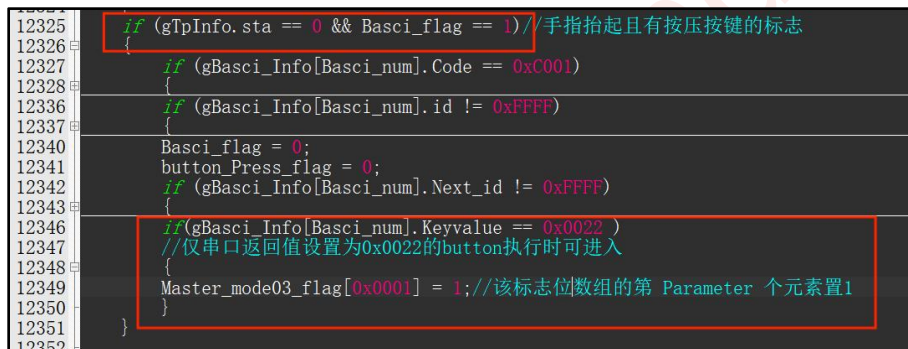 12325 if (gTpInfo.sta == 0 && Basci_flag == 1)//手指抬起且有按压按键的标志
12326 {
12327 if (gBasci_Info[Basci_num].Code == 0xC001)
12328 {
12336 if (gBasci_Info[Basci_num].id != 0xFFFF)
12337 {
12340 Basci_flag = 0;
12341 button_Press_flag = 0;
12342 if (gBasci_Info[Basci_num].Next_id != 0xFFFF)
12343 {
12346 if(gBasci_Info[Basci_num].Keyvalue == 0x0022 )
12347 //仅串口返回值设置为0x0022的button执行时可进入
12348 {
12349 Master_mode03_flag[0x0001] = 1;//该标志位数组的第 Parameter 个元素置1
12350 }
12351 }
12352